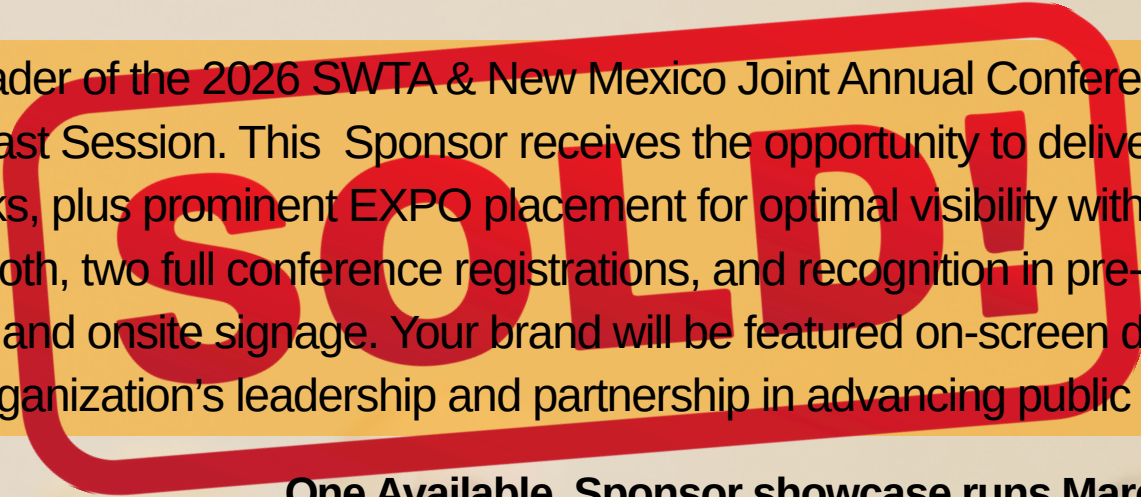 ader of the 2026 SWTA & New Mexico Joint Annual Confere
ast Session. This Sponsor receives the opportunity to delive
ks, plus prominent EXPO placement for optimal visibility with
oth, two full conference registrations, and recognition in pre-
and onsite signage. Your brand will be featured on-screen d
ganization’s leadership and partnership in advancing public
SOLD!
One Available. Sponsor showcase runs Mar